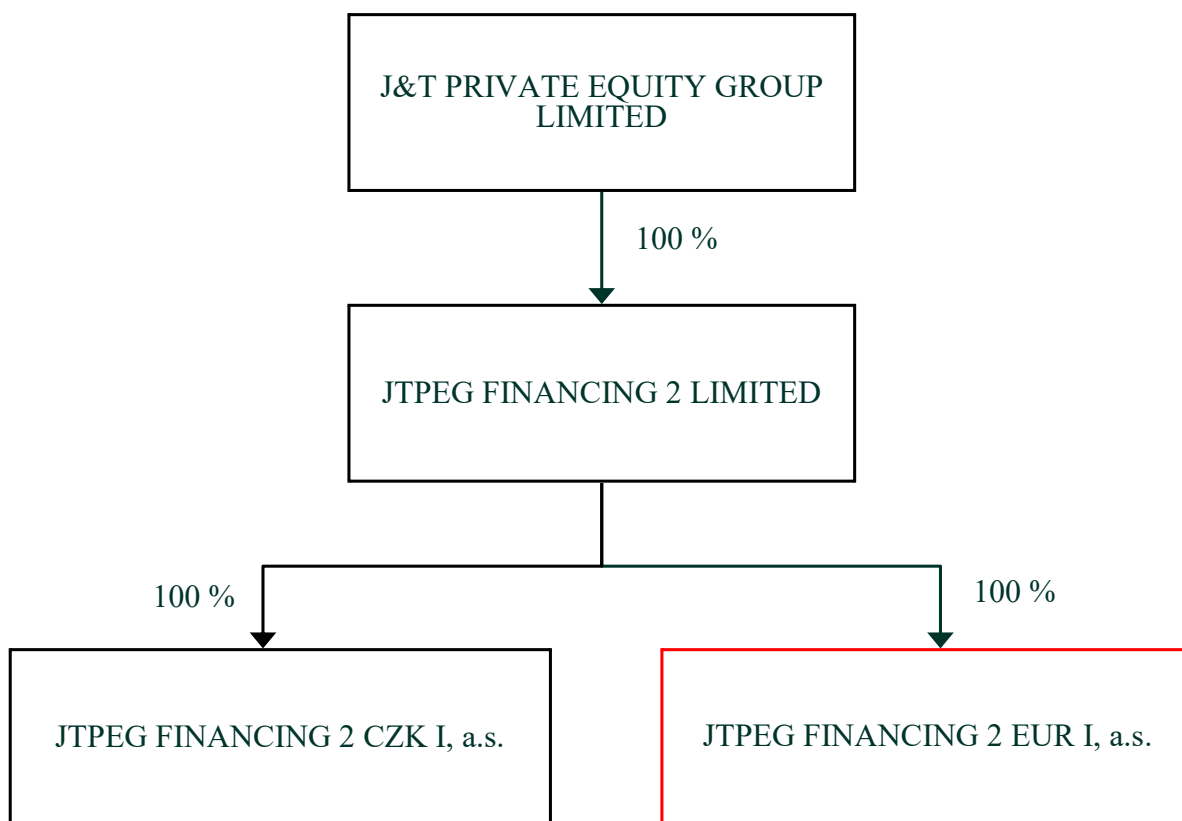 J&T PRIVATE EQUITY GROUP
LIMITED
100 %
JTPEG FINANCING 2 LIMITED
100 %
100 %
JTPEG FINANCING 2 CZK I, a.s.
JTPEG FINANCING 2 EUR I, a.s.